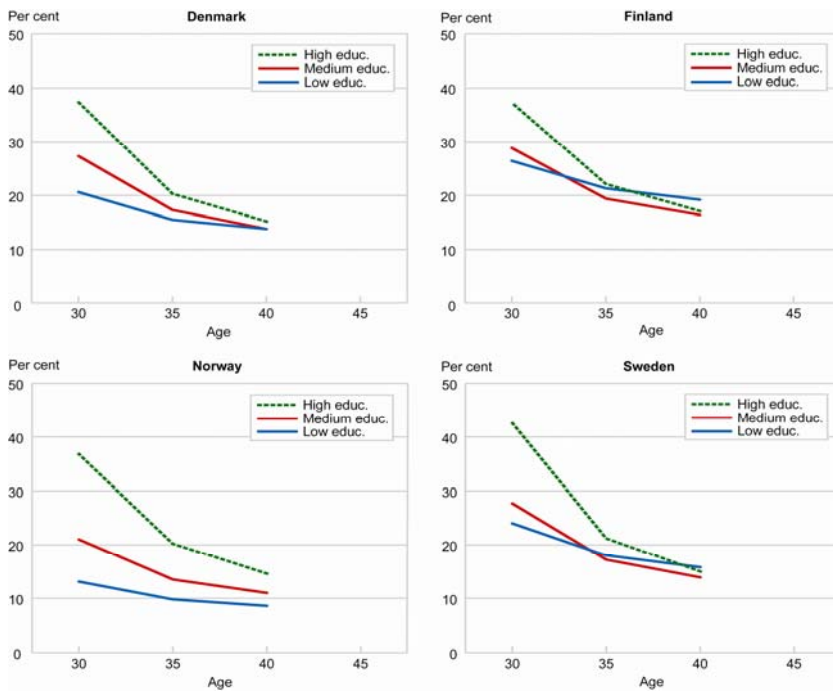 Per cent
Denmark
50
40
30
20
10
0
High educ.
Medium educ.
Low educ.
30 35 40 45
Age
Per cent
Finland
50
40
30
20
10
0
High educ.
Medium educ.
Low educ.
30 35 40 45
Age
Per cent
Norway
50
40
30
20
10
0
High educ.
Medium educ.
Low educ.
30 35 40 45
Age
Per cent
Sweden
50
40
30
20
10
0
High educ.
Medium educ.
Low educ.
30 35 40 45
Age